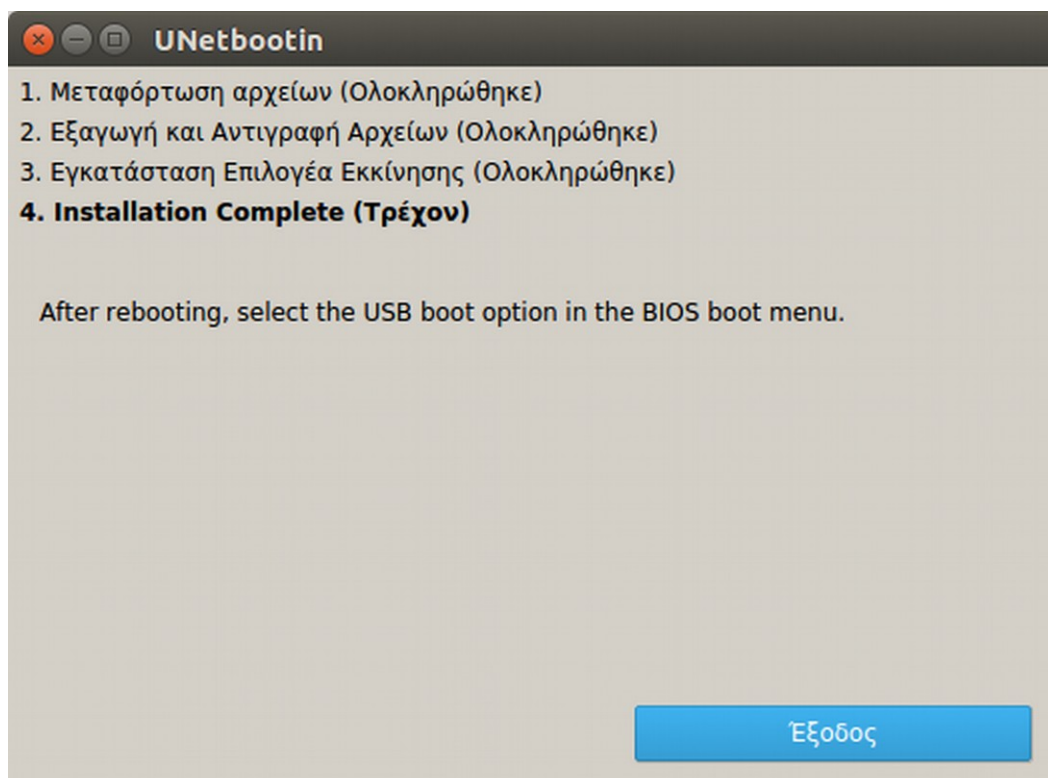 UNetbootin
1. Μεταφόρτωση αρχείων (Ολοκληρώθηκε)
2. Εξαγωγή και Αντιγραφή Αρχείων (Ολοκληρώθηκε)
3. Εγκατάσταση Επιλογέα Εκκίνησης (Ολοκληρώθηκε)
4. Installation Complete (Τρέχον)
After rebooting, select the USB boot option in the BIOS boot menu.
Έξοδος